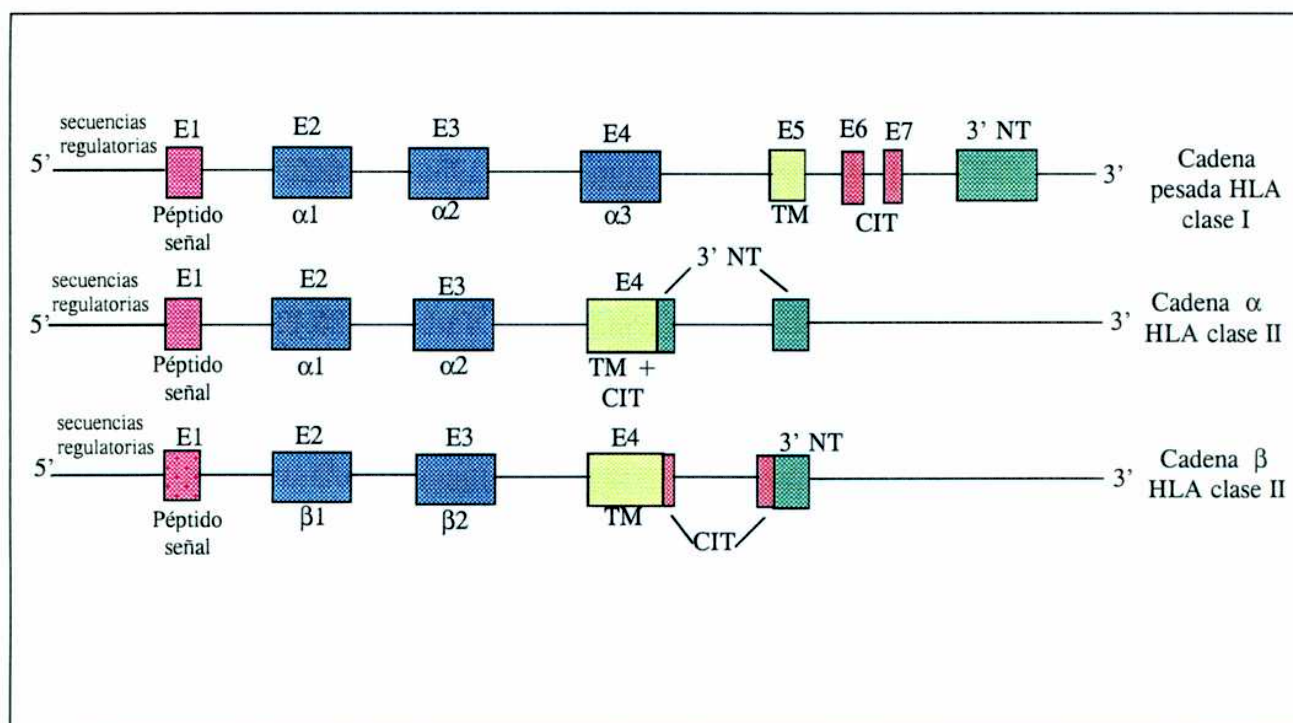 secuencias
regulatorias
E1 E2 E3 E4 E5 E6 E7 3' NT
5' 3'
Péptido
señal
α1 α2 α3 TM CIT
Cadena
pesada HLA
clase I
secuencias
regulatorias
E1 E2 E3 E4 3' NT
5' 3'
Péptido
señal
α1 α2 TM +
CIT
Cadena α
HLA clase II
secuencias
regulatorias
E1 E2 E3 E4 3' NT
5' 3'
Péptido
señal
β1 β2 TM CIT
Cadena β
HLA clase II